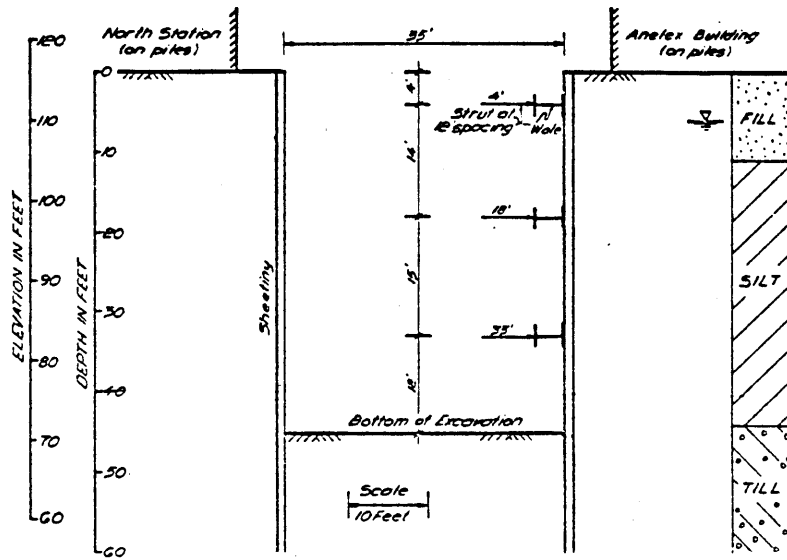 North Station
(on piles)
35'
Anelex Building
(on piles)
ELEVATION IN FEET
120
110
100
90
80
70
60
DEPTH IN FEET
0
10
20
30
40
50
60
Sheeting
4'
14'
15'
12'
4'
Strut at
12' spacing
Wale
18'
33'
Bottom of Excavation
Scale
10 Feet
FILL
SILT
TILL